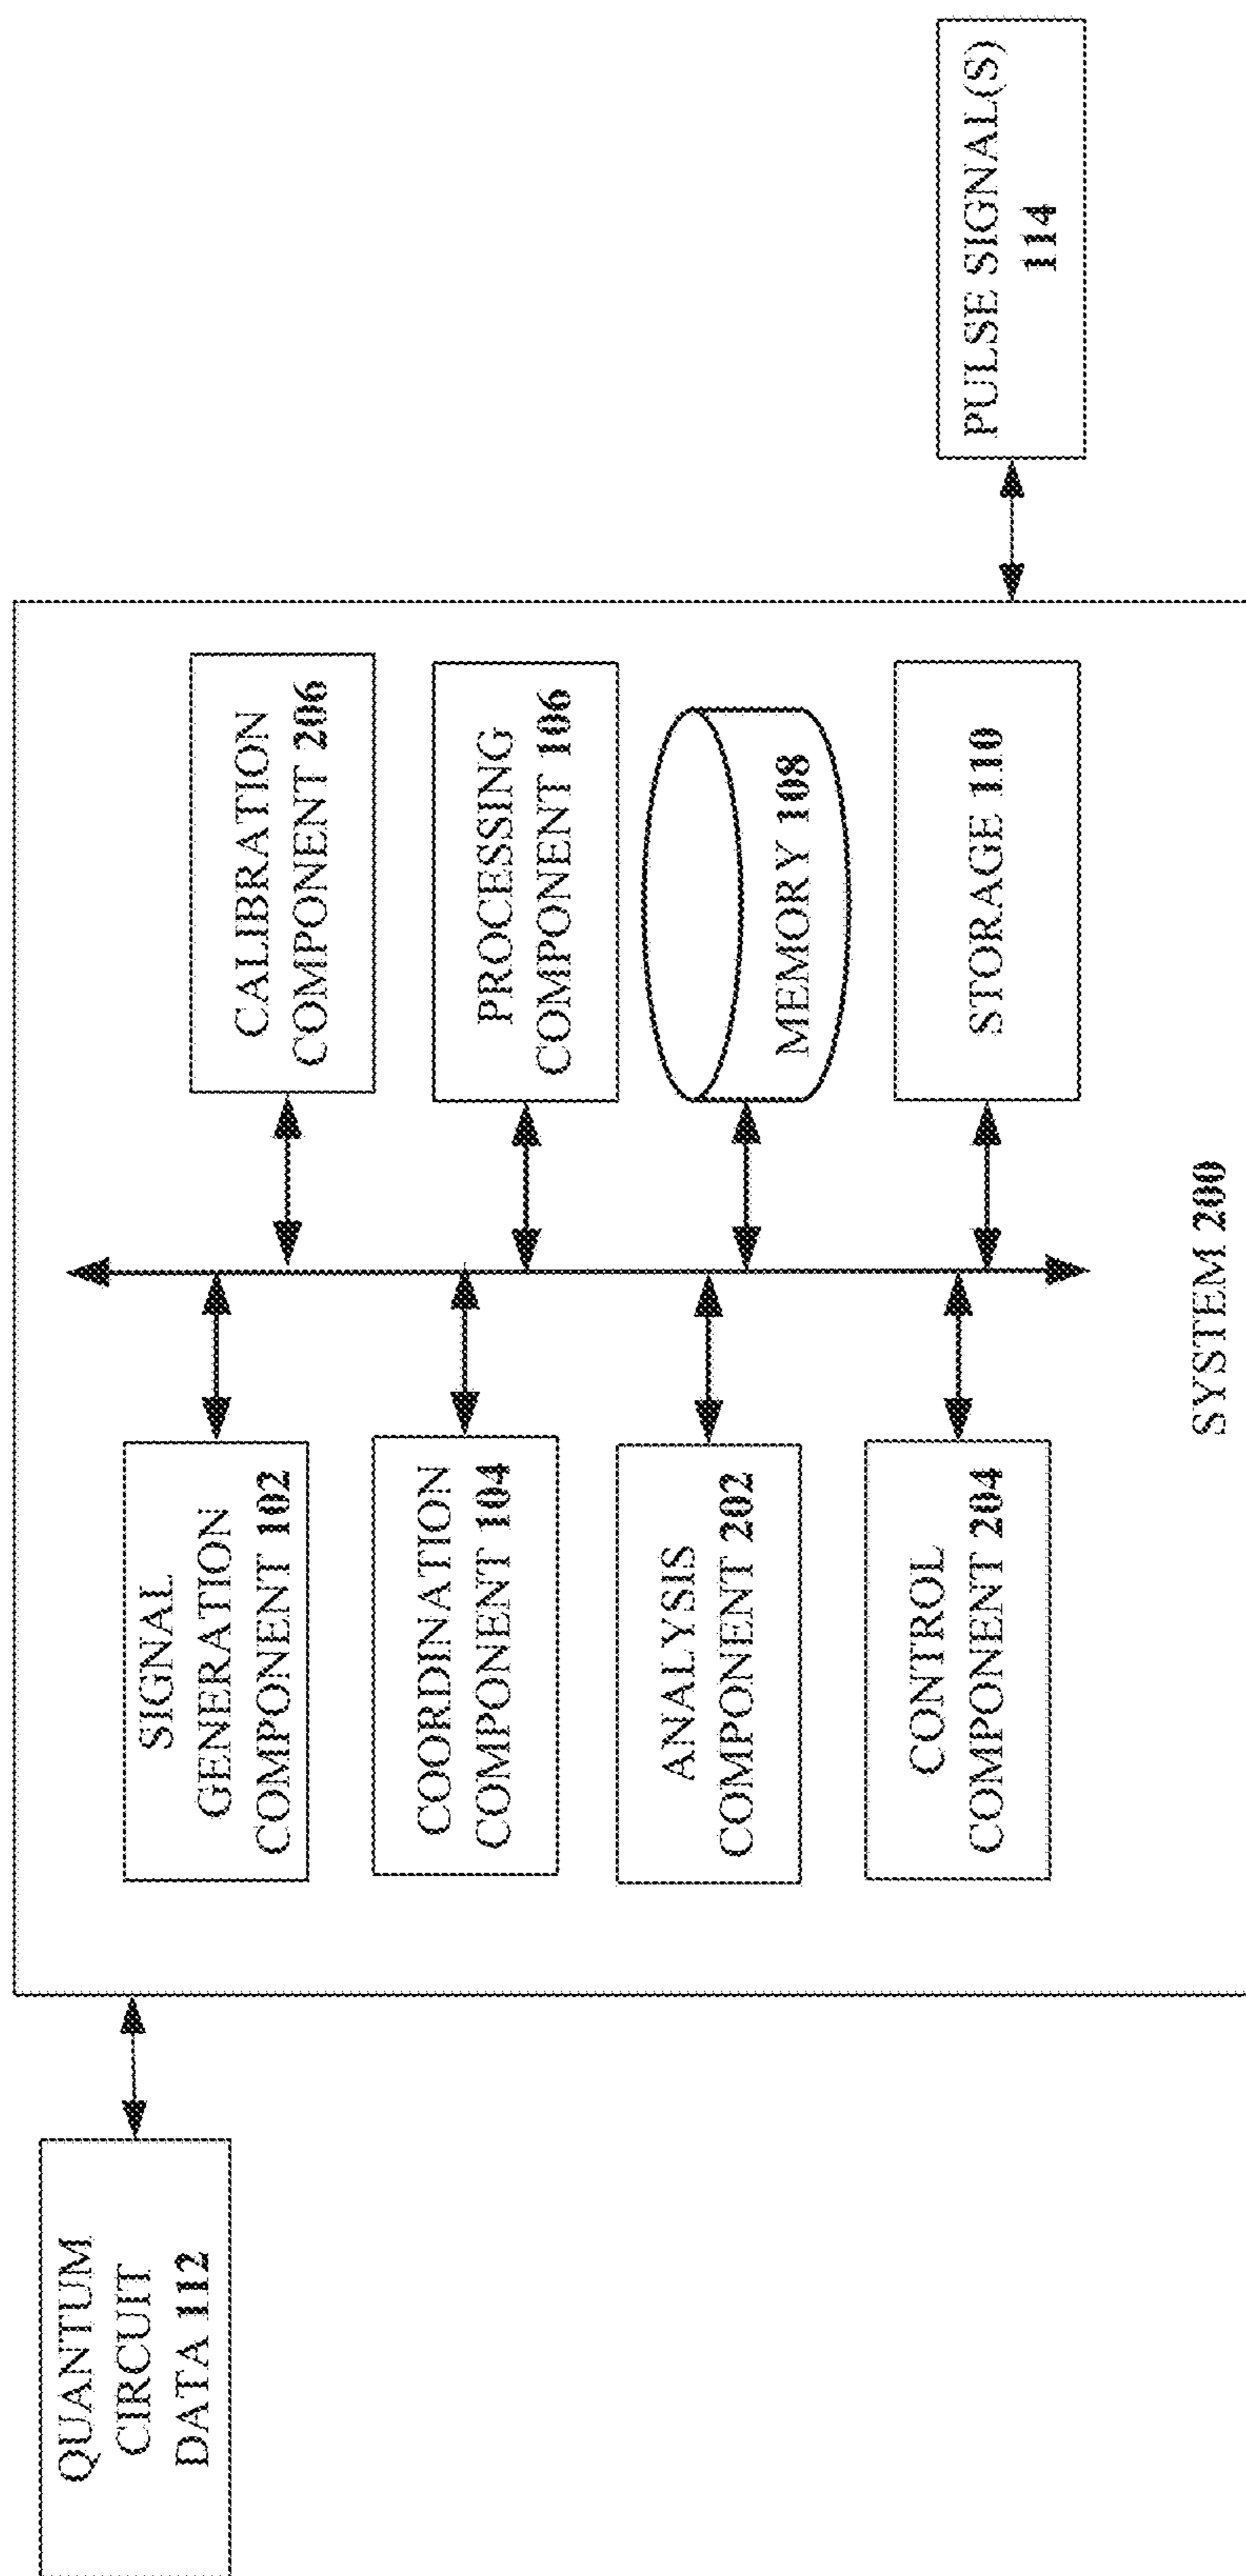 QUANTUM
CIRCUIT
DATA 112
SIGNAL
GENERATION
COMPONENT 102
COORDINATION
COMPONENT 104
ANALYSIS
COMPONENT 202
CONTROL
COMPONENT 204
CALIBRATION
COMPONENT 206
PROCESSING
COMPONENT 106
MEMORY 108
STORAGE 110
SYSTEM 200
PULSE SIGNAL(S)
114